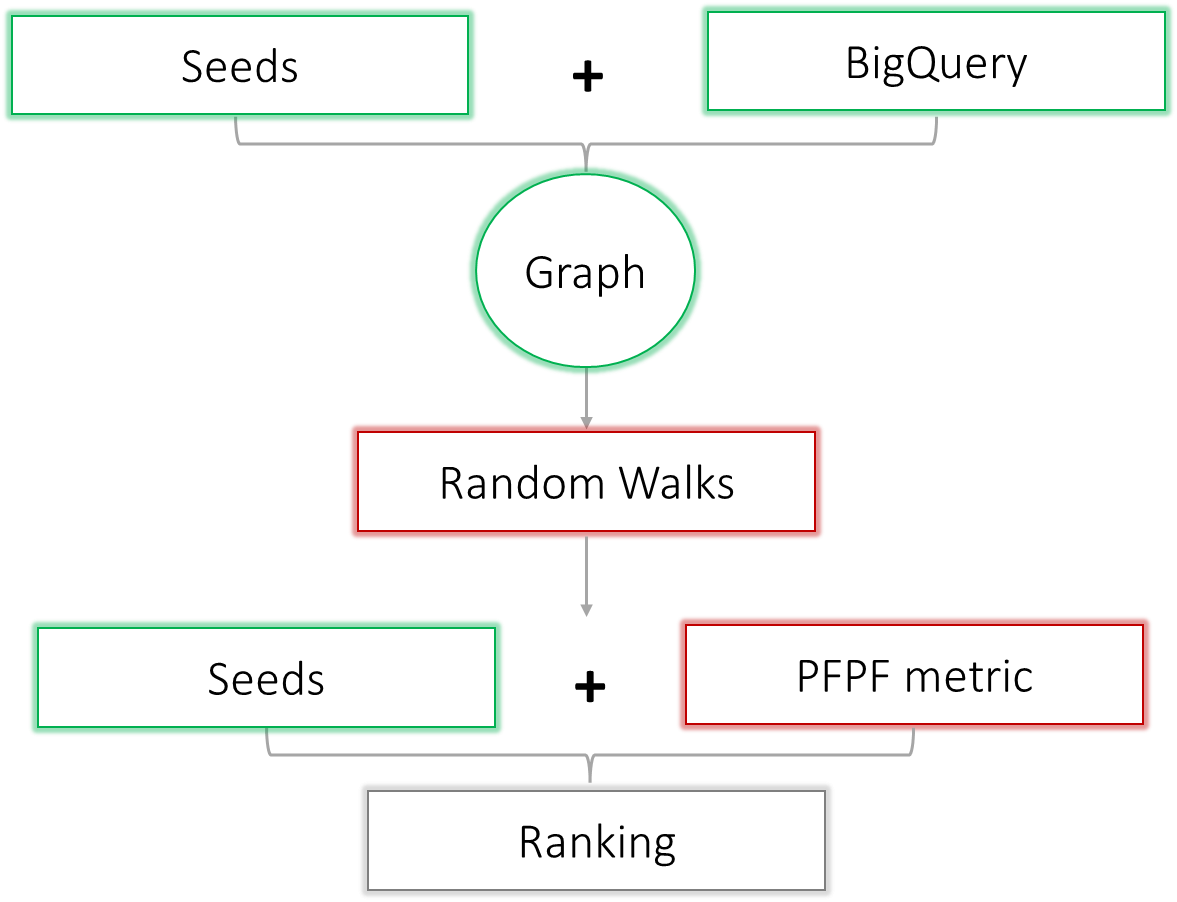 Seeds
+
BigQuery
Graph
Random Walks
Seeds
+
PFPF metric
Ranking